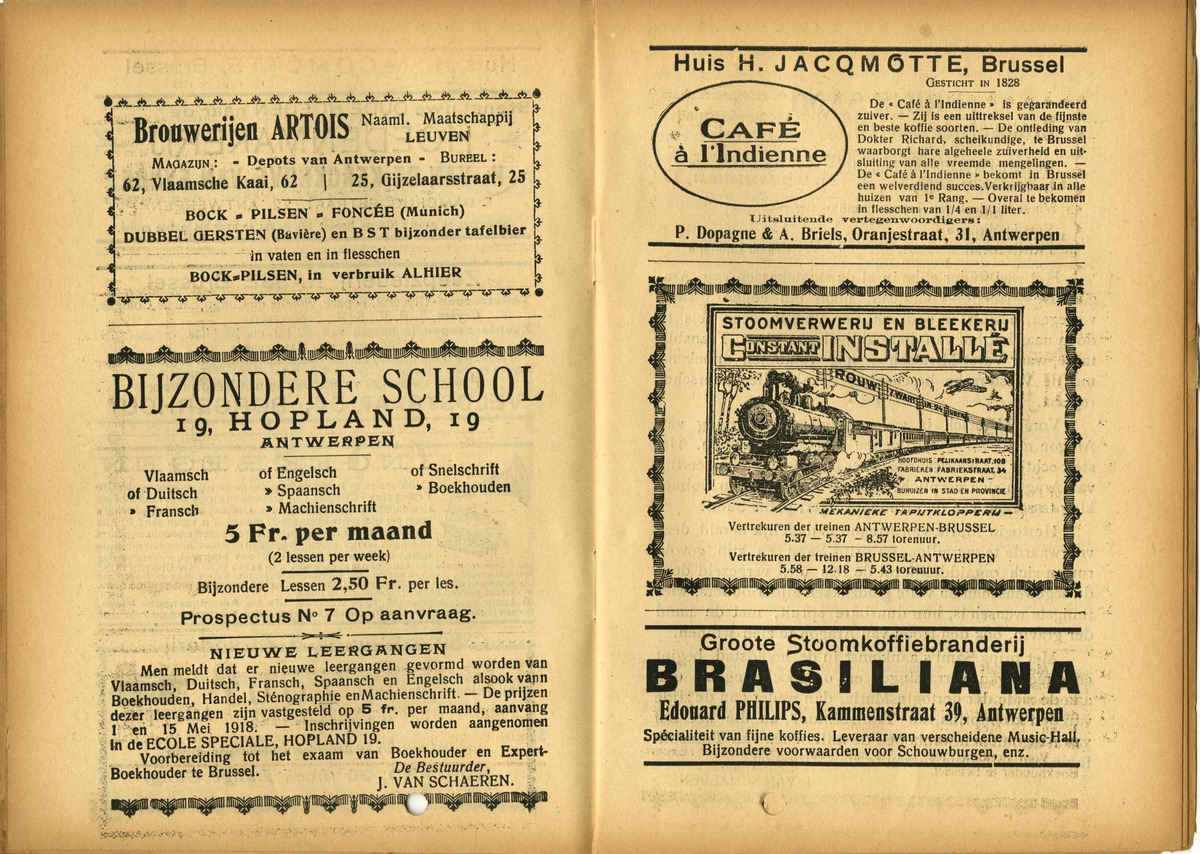 Brouwerijen ARTOIS Naaml. Maatschappij
LEUVEN
MAGAZIJN: - Depots van Antwerpen - BUREEL:
62, Vlaamsche Kaai, 62 | 25, Gijzelaarsstraat, 25
BOCK - PILSEN - FONCÉE (Munich)
DUBBEL GERSTEN (Bavière) en B S T bijzonder tafelbier
in vaten en in flesschen
BOCK-PILSEN, in verbruik ALHIER
BIJZONDERE SCHOOL
19, HOPLAND, 19
ANTWERPEN
Vlaamsch of Engelsch of Snelschrift
of Duitsch » Spaansch » Boekhouden
» Fransch » Machienschrift
5 Fr. per maand
(2 lessen per week)
Bijzondere Lessen 2,50 Fr. per les.
Prospectus No 7 Op aanvraag.
NIEUWE LEERGANGEN
Men meldt dat er nieuwe leergangen gevormd worden van
Vlaamsch, Duitsch, Fransch, Spaansch en Engelsch alsook vann
Boekhouden, Handel, Sténographie en Machienschrift. — De prijzen
dezer leergangen zijn vastgesteld op 5 fr. per maand, aanvang
1 en 15 Mei 1918. — Inschrijvingen worden aangenomen
in de ECOLE SPECIALE, HOPLAND 19.
Voorbereiding tot het exaam van Boekhouder en Expert-
Boekhouder te Brussel. De Bestuurder,
J. VAN SCHAEREN.
Huis H. JACQMOTTE, Brussel
GESTICHT IN 1828
CAFÉ
à l'Indienne
De « Café à l'Indienne » is gegarandeerd
zuiver. — Zij is een uittreksel van de fijnste
en beste koffie soorten. — De ontleding van
Dokter Richard, scheikundige, te Brussel
waarborgt hare algeheele zuiverheid en uit-
sluiting van alle vreemde mengelingen. —
De « Café à l'Indienne » bekomt in Brussel
een welverdiend succes. Verkrijgbaar in alle
huizen van 1e Rang. — Overal te bekomen
in flesschen van 1/4 en 1/1 liter.
Uitsluitende vertegenwoordigers:
P. Dopagne & A. Briels, Oranjestraat, 31, Antwerpen
STOOMVERWERIJ EN BLEEKERIJ
CONSTANT INSTALLÉ
ROUW ZWART IN 24 UREN
HOOFDHUIS: PELIKAANSTRAAT, 108
FABRIEKEN FABRIEKSTRAAT. 34
ANTWERPEN -
BIJHUIZEN IN STAD EN PROVINCIE
MEKANIEKE TAPIJTKLOPPERIJ —
Vertrekuren der treinen ANTWERPEN-BRUSSEL
5.37 — 5.37 — 8.57 torenuur.
Vertrekuren der treinen BRUSSEL-ANTWERPEN
5.58 — 12.18 — 5.43 torenuur.
Groote Stoomkoffiebranderij
BRASILIANA
Edouard PHILIPS, Kammenstraat 39, Antwerpen
Spécialiteit van fijne koffies. Leveraar van verscheidene Music-Hall.
Bijzondere voorwaarden voor Schouwburgen, enz.